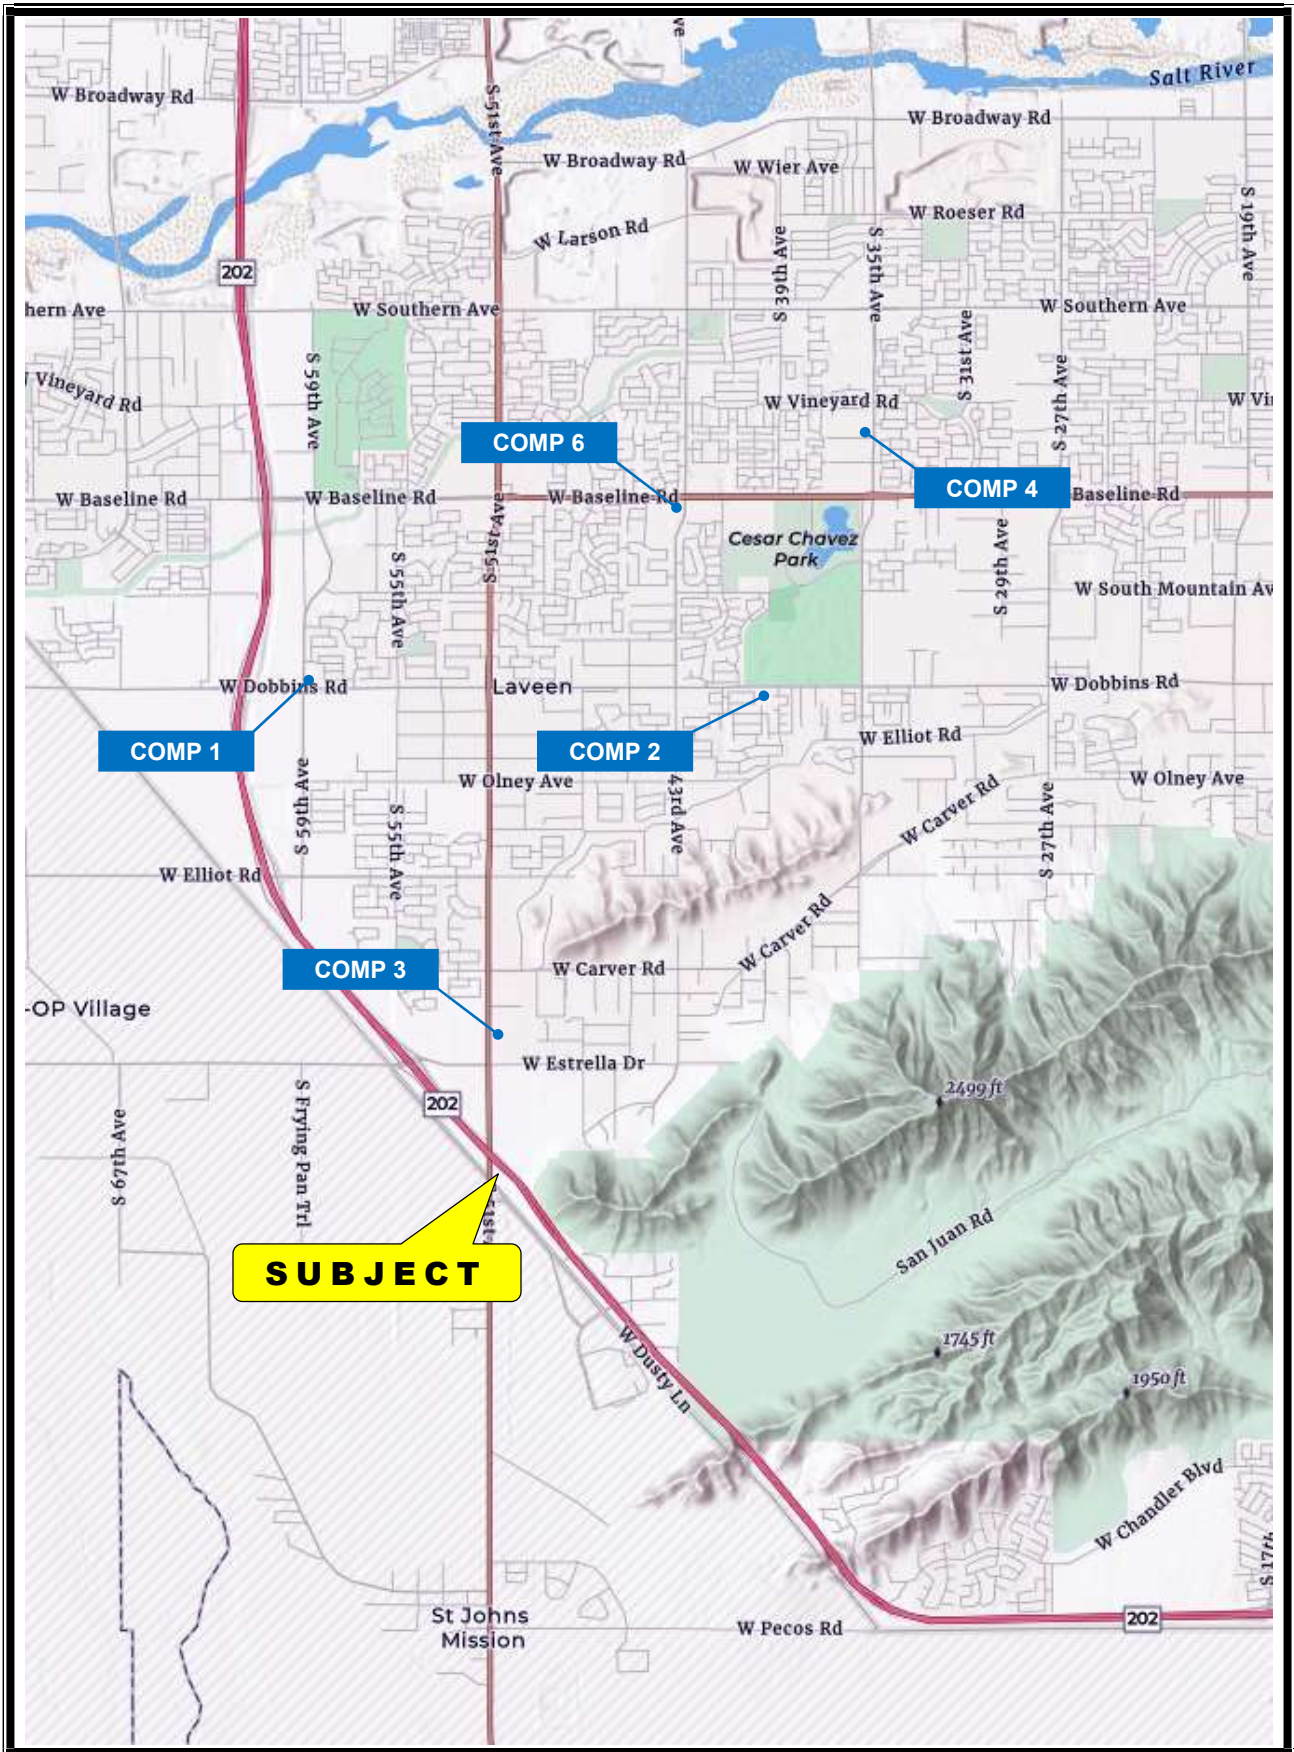 ve
Salt River
W Broadway Rd
S 51st Ave
W Broadway Rd
W Broadway Rd
W Wier Ave
S 19th Ave
W Roeser Rd
W Larson Rd
S 39th Ave
S 35th Ave
202
hern Ave
W Southern Ave
W Southern Ave
S 31st Ave
S 59th Ave
S 27th Ave
Vineyard Rd
W Vineyard Rd
W Vi
COMP 6
COMP 4
W Baseline Rd
W Baseline Rd
W Baseline Rd
Baseline Rd
S 51st Ave
Cesar Chavez
Park
S 29th Ave
S 55th Ave
W South Mountain Av
W Dobbins Rd
Laveen
W Dobbins Rd
COMP 1
COMP 2
W Elliot Rd
W Olney Ave
W Olney Ave
S 59th Ave
43rd Ave
W Carver Rd
S 55th Ave
S 27th Ave
W Elliot Rd
W Carver Rd
COMP 3
W Carver Rd
-OP Village
W Estrella Dr
2499 ft
202
S 67th Ave
S Frying Pan Trl
51st
San Juan Rd
SUBJECT
1745 ft
W Dusty Ln
1950 ft
W Chandler Blvd
S 17th
St Johns
Mission
W Pecos Rd
202